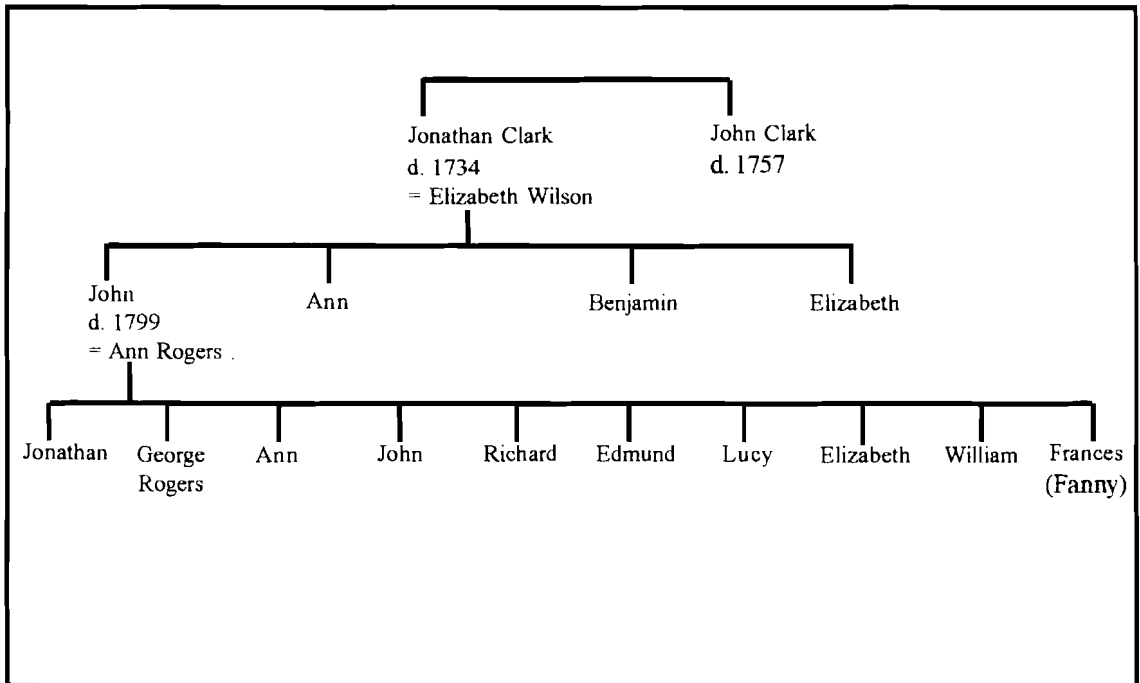 Jonathan Clark
d. 1734
= Elizabeth Wilson
John Clark
d. 1757
John
d. 1799
= Ann Rogers
Ann
Benjamin
Elizabeth
Jonathan
George
Rogers
Ann
John
Richard
Edmund
Lucy
Elizabeth
William
Frances
(Fanny)